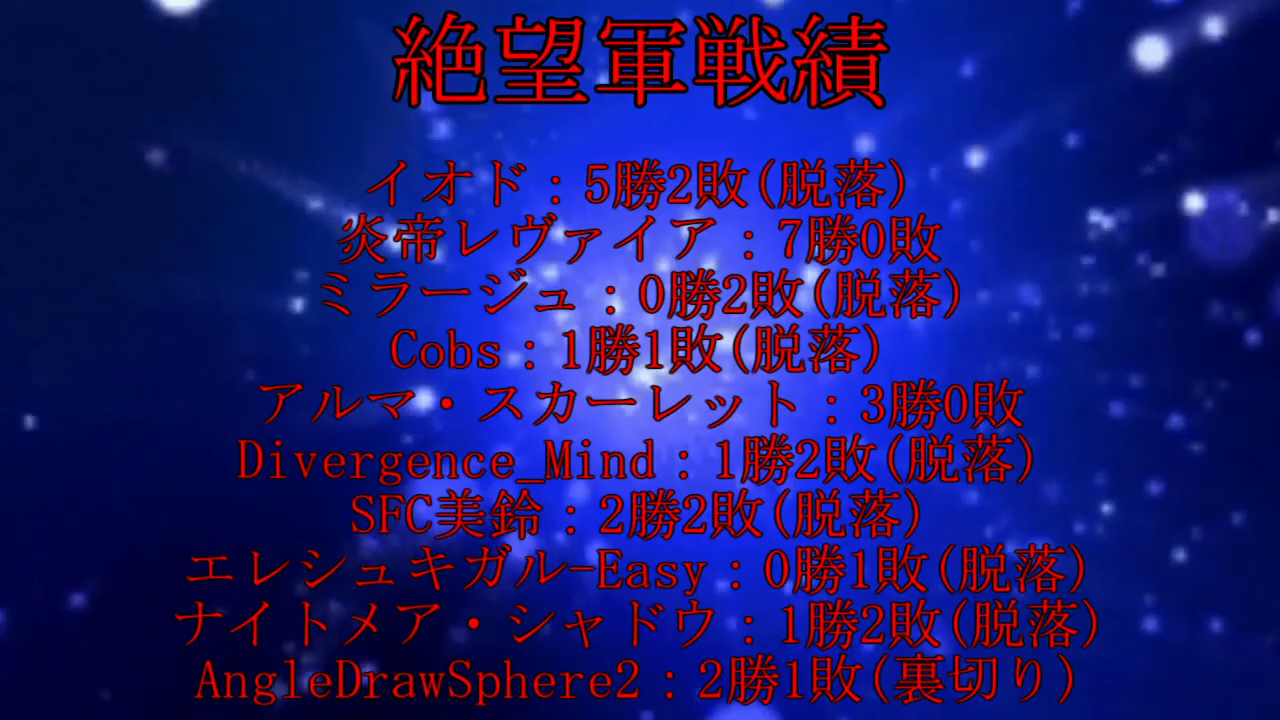 絶望軍戦績
イオド：5勝2敗(脱落)
炎帝レヴァイア：7勝0敗
ミラージュ：0勝2敗(脱落)
Cobs：1勝1敗(脱落)
アルマ・スカーレット：3勝0敗
Divergence_Mind：1勝2敗(脱落)
SFC美鈴：2勝2敗(脱落)
エレシュキガル-Easy：0勝1敗(脱落)
ナイトメア・シャドウ：1勝2敗(脱落)
AngleDrawSphere2：2勝1敗(裏切り)